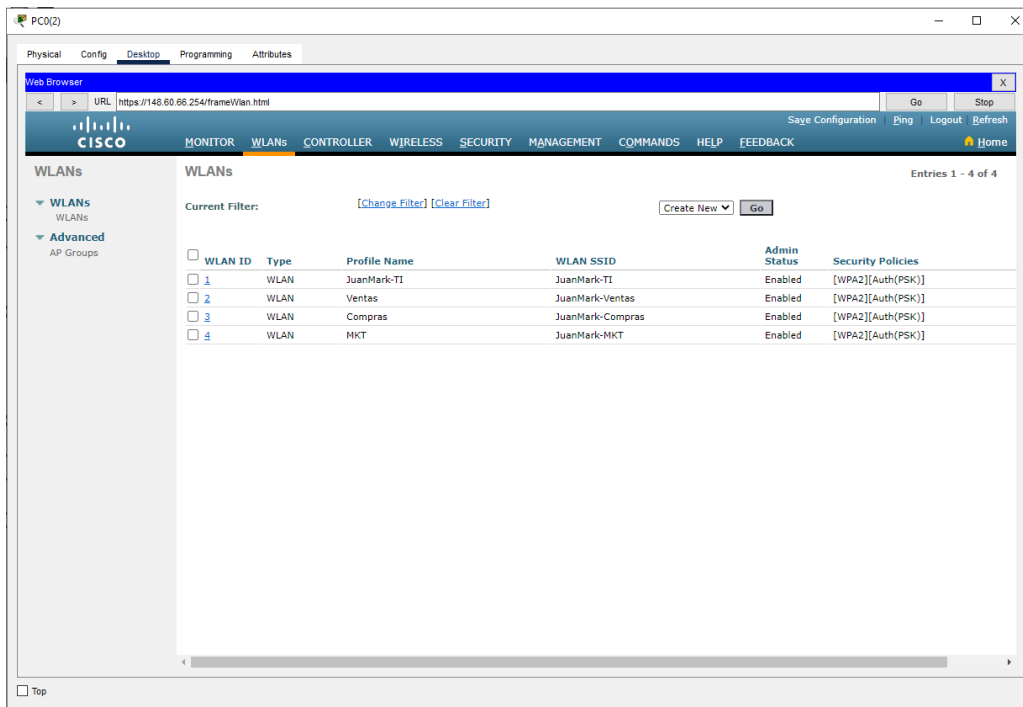 PC0(2)
Physical Config Desktop Programming Attributes
Web Browser X
< > URL https://148.60.66.254/frameWlan.html Go Stop
Save Configuration | Ping | Logout | Refresh
CISCO MONITOR WLANs CONTROLLER WIRELESS SECURITY MANAGEMENT COMMANDS HELP FEEDBACK Home
WLANs WLANs Entries 1 - 4 of 4
WLANs
WLANs
Advanced
AP Groups
Current Filter: [Change Filter] [Clear Filter] Create New Go
WLAN ID Type Profile Name WLAN SSID Admin Status Security Policies
1 WLAN JuanMark-TI JuanMark-TI Enabled [WPA2][Auth(PSK)]
2 WLAN Ventas JuanMark-Ventas Enabled [WPA2][Auth(PSK)]
3 WLAN Compras JuanMark-Compras Enabled [WPA2][Auth(PSK)]
4 WLAN MKT JuanMark-MKT Enabled [WPA2][Auth(PSK)]
Top